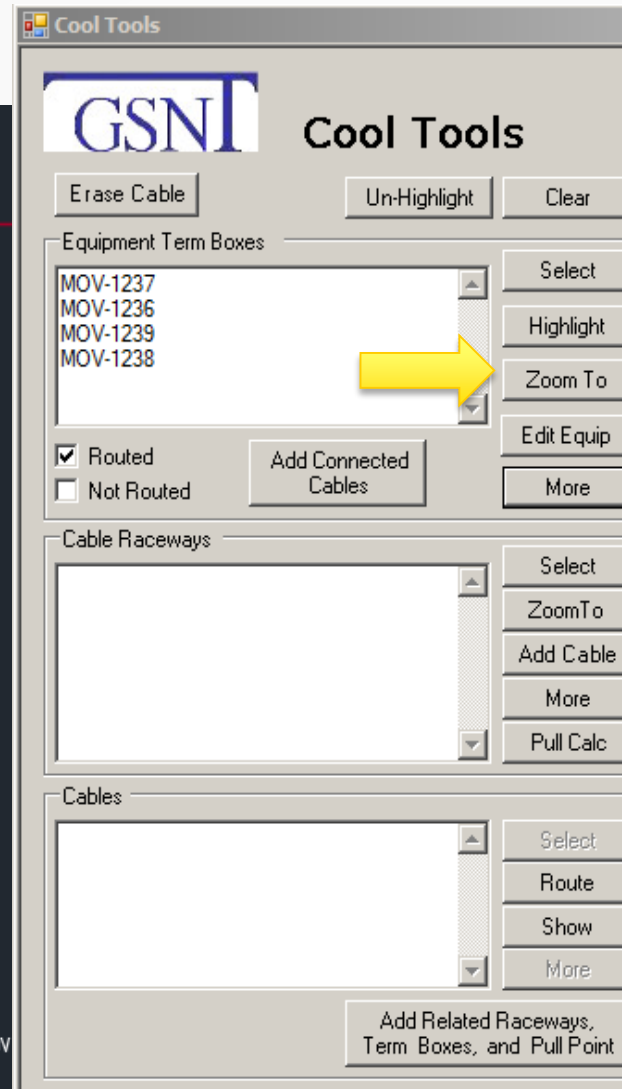 Cool Tools
GSNT
Cool Tools
Erase Cable
Un-Highlight
Clear
Equipment Term Boxes
MOV-1237
MOV-1236
MOV-1239
MOV-1238
Select
Highlight
Zoom To
Edit Equip
More
Routed
Not Routed
Add Connected
Cables
Cable Raceways
Select
ZoomTo
Add Cable
More
Pull Calc
Cables
Select
Route
Show
More
Add Related Raceways,
Term Boxes, and Pull Point